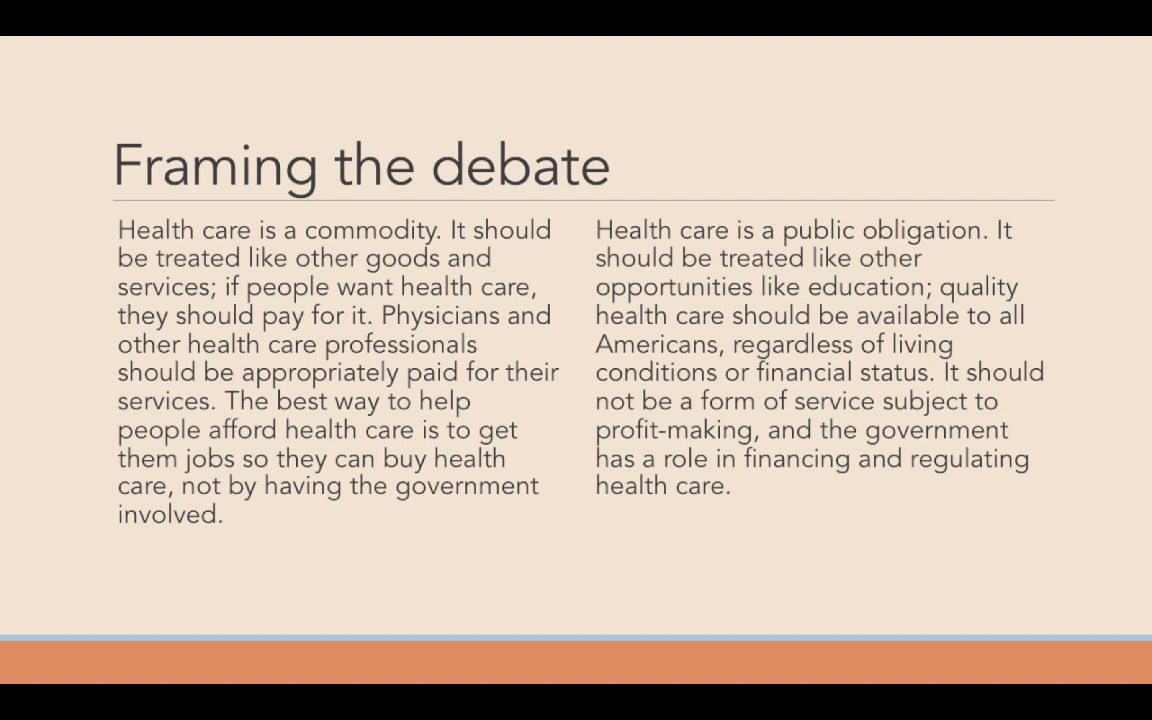 Framing the debate
Health care is a commodity. It should
be treated like other goods and
services; if people want health care,
they should pay for it. Physicians and
other health care professionals
should be appropriately paid for their
services. The best way to help
people afford health care is to get
them jobs so they can buy health
care, not by having the government
involved.
Health care is a public obligation. It
should be treated like other
opportunities like education; quality
health care should be available to all
Americans, regardless of living
conditions or financial status. It should
not be a form of service subject to
profit-making, and the government
has a role in financing and regulating
health care.